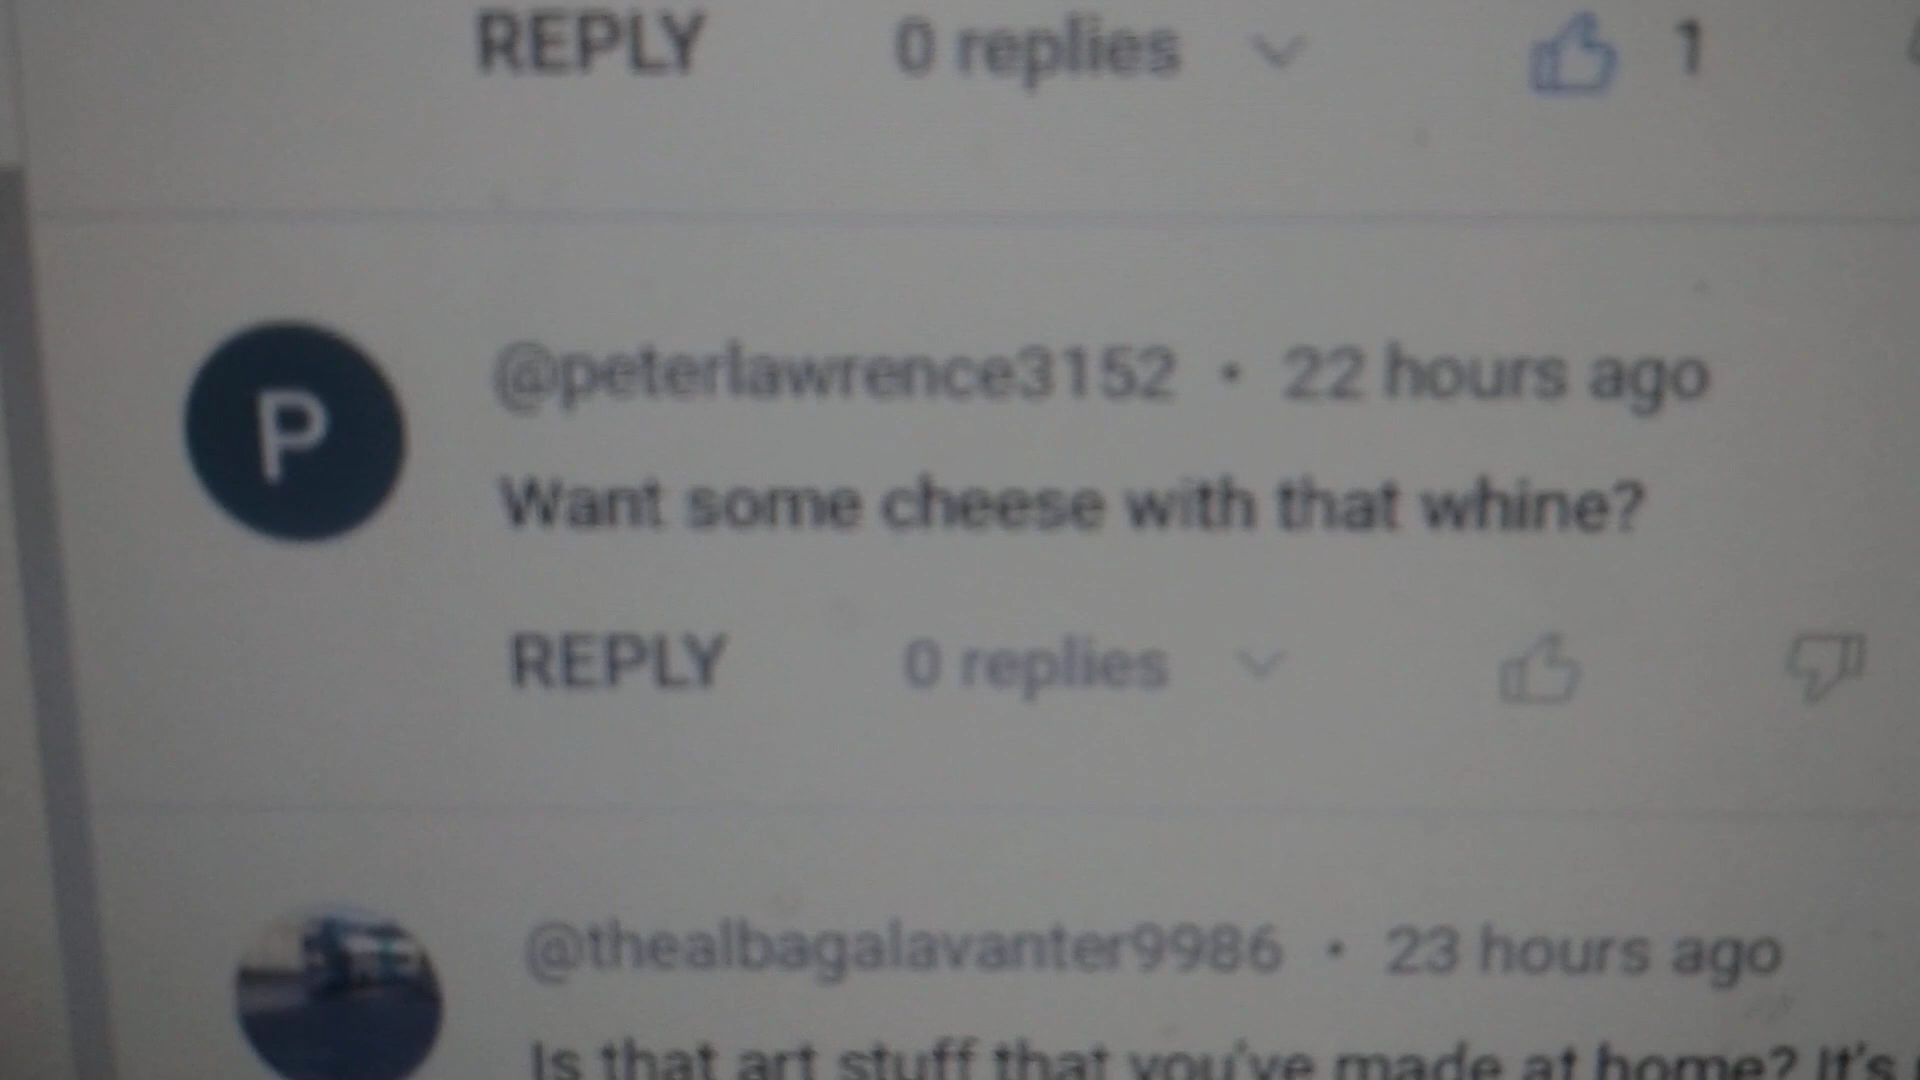 REPLY 0 replies 1
P
@peterlawrence3152 • 22 hours ago
Want some cheese with that whine?
REPLY 0 replies
@thealbagalavanter9986 • 23 hours ago
Is that art stuff that you've made at home? It's